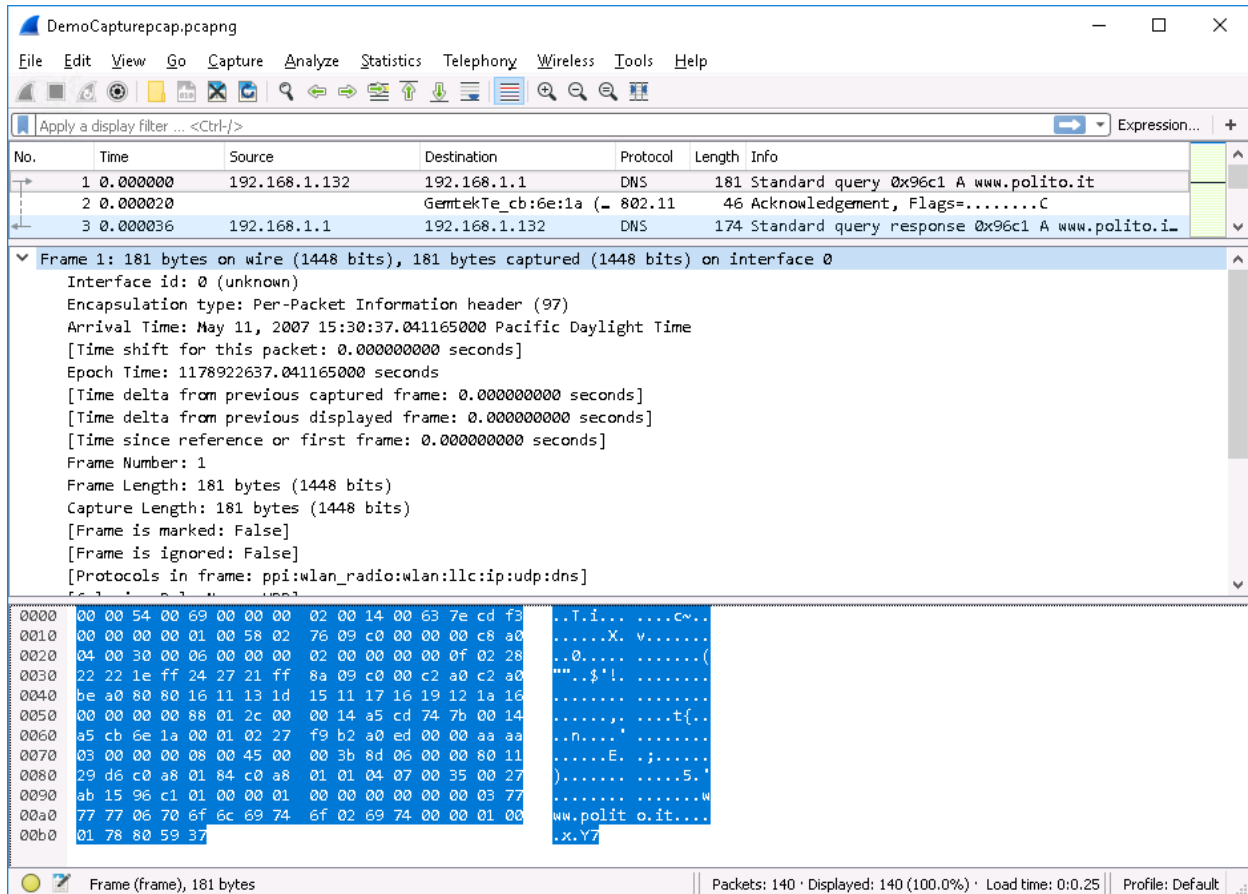 DemoCapturepcap.pcapng
File Edit View Go Capture Analyze Statistics Telephony Wireless Tools Help
Apply a display filter ... <Ctrl-/> Expression... +
No. Time Source Destination Protocol Length Info
1 0.000000 192.168.1.132 192.168.1.1 DNS 181 Standard query 0x96c1 A www.polito.it
2 0.000020 GemtekTe_cb:6e:1a (… 802.11 46 Acknowledgement, Flags=........C
3 0.000036 192.168.1.1 192.168.1.132 DNS 174 Standard query response 0x96c1 A www.polito.i…
Frame 1: 181 bytes on wire (1448 bits), 181 bytes captured (1448 bits) on interface 0
Interface id: 0 (unknown)
Encapsulation type: Per-Packet Information header (97)
Arrival Time: May 11, 2007 15:30:37.041165000 Pacific Daylight Time
[Time shift for this packet: 0.000000000 seconds]
Epoch Time: 1178922637.041165000 seconds
[Time delta from previous captured frame: 0.000000000 seconds]
[Time delta from previous displayed frame: 0.000000000 seconds]
[Time since reference or first frame: 0.000000000 seconds]
Frame Number: 1
Frame Length: 181 bytes (1448 bits)
Capture Length: 181 bytes (1448 bits)
[Frame is marked: False]
[Frame is ignored: False]
[Protocols in frame: ppi:wlan_radio:wlan:llc:ip:udp:dns]
0000 00 00 54 00 69 00 00 00 02 00 14 00 63 7e cd f3 ..T.i... ....c~..
0010 00 00 00 00 01 00 58 02 76 09 c0 00 00 00 c8 a0 ......X. v.......
0020 04 00 30 00 06 00 00 00 02 00 00 00 00 0f 02 28 ..0..... .......(
0030 22 22 1e ff 24 27 21 ff 8a 09 c0 00 c2 a0 c2 a0 ""..$'!. ........
0040 be a0 80 80 16 11 13 1d 15 11 17 16 19 12 1a 16 ........ ........
0050 00 00 00 00 88 01 2c 00 00 14 a5 cd 74 7b 00 14 ......,. ....t{..
0060 a5 cb 6e 1a 00 01 02 27 f9 b2 a0 ed 00 00 aa aa ..n....' ........
0070 03 00 00 00 08 00 45 00 00 3b 8d 06 00 00 80 11 ......E. .;......
0080 29 d6 c0 a8 01 84 c0 a8 01 01 04 07 00 35 00 27 )....... .....5.'
0090 ab 15 96 c1 01 00 00 01 00 00 00 00 00 00 03 77 ........ .......w
00a0 77 77 06 70 6f 6c 69 74 6f 02 69 74 00 00 01 00 ww.polit o.it....
00b0 01 78 80 59 37 .x.Y7
Frame (frame), 181 bytes Packets: 140 · Displayed: 140 (100.0%) · Load time: 0:0.25 Profile: Default